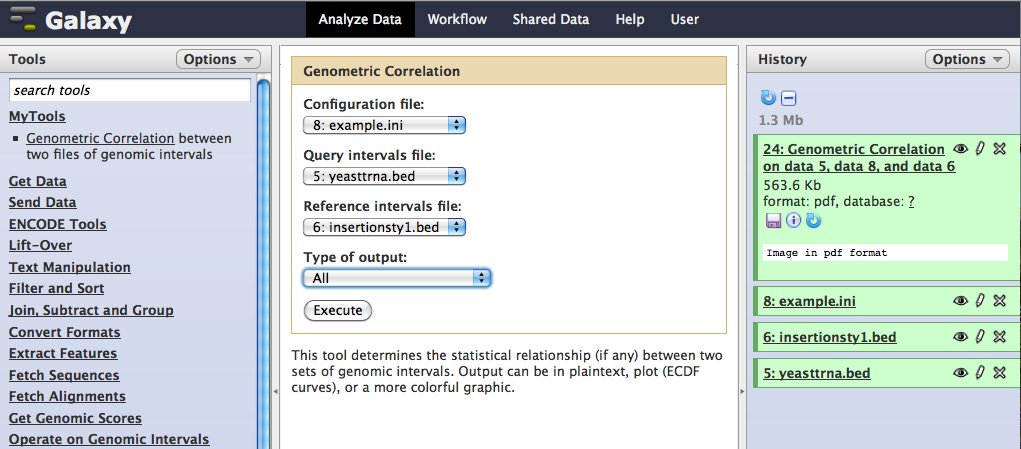 Galaxy
Analyze Data Workflow Shared Data Help User
Tools Options
search tools
MyTools
Genometric Correlation between
two files of genomic intervals
Get Data
Send Data
ENCODE Tools
Lift-Over
Text Manipulation
Filter and Sort
Join, Subtract and Group
Convert Formats
Extract Features
Fetch Sequences
Fetch Alignments
Get Genomic Scores
Operate on Genomic Intervals
Genometric Correlation
Configuration file:
8: example.ini
Query intervals file:
5: yeasttrna.bed
Reference intervals file:
6: insertionsty1.bed
Type of output:
All
Execute
This tool determines the statistical relationship (if any) between two
sets of genomic intervals. Output can be in plaintext, plot (ECDF
curves), or a more colorful graphic.
History Options
1.3 Mb
24: Genometric Correlation
on data 5, data 8, and data 6
563.6 Kb
format: pdf, database: ?
Image in pdf format
8: example.ini
6: insertionsty1.bed
5: yeasttrna.bed